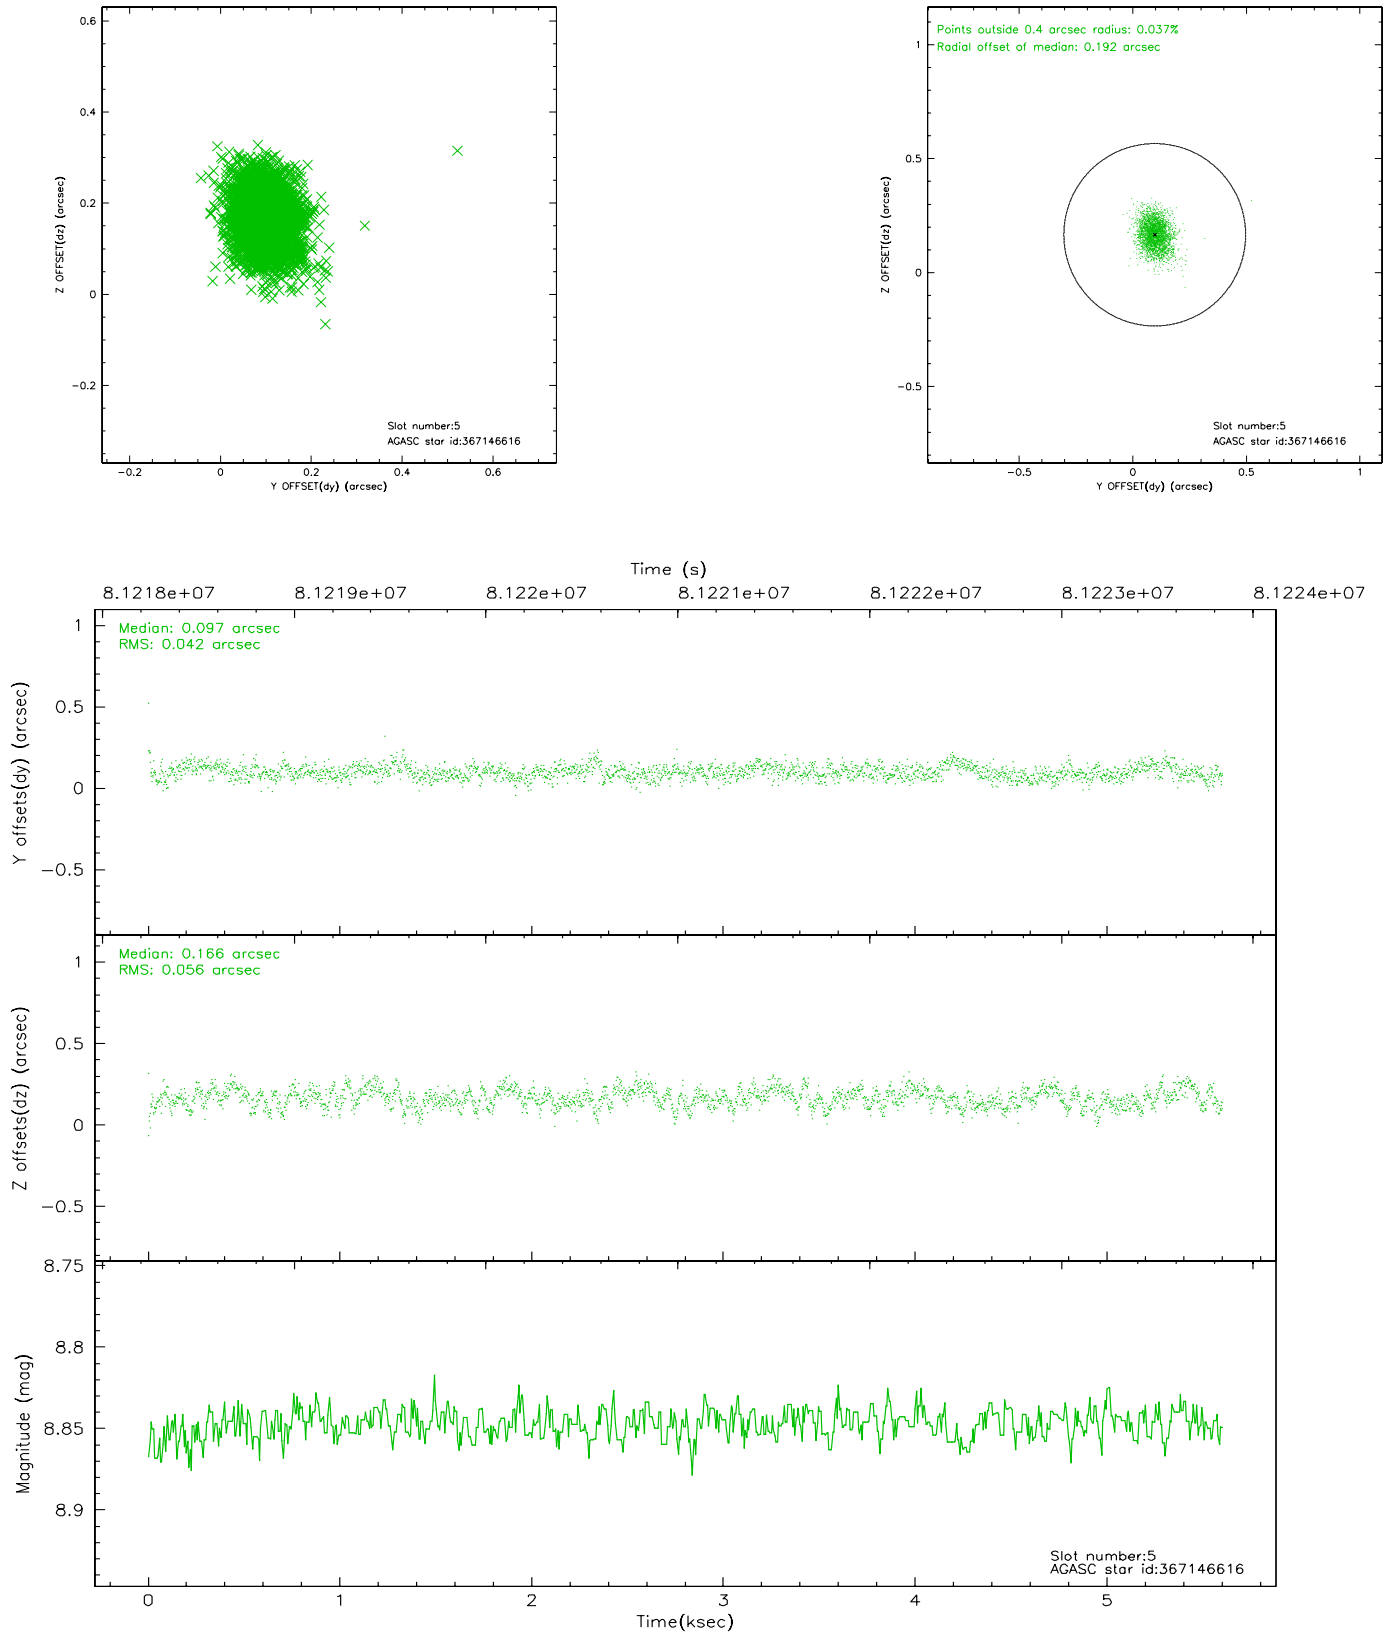 0.6
0.4
0.2
0
−0.2
Z OFFSET(dz) (arcsec)
Slot number:5
AGASC star id:367146616
−0.2 0 0.2 0.4 0.6
Y OFFSET(dy) (arcsec)
Points outside 0.4 arcsec radius: 0.037%
Radial offset of median: 0.192 arcsec
1
0.5
0
−0.5
Z OFFSET(dz) (arcsec)
Slot number:5
AGASC star id:367146616
−0.5 0 0.5 1
Y OFFSET(dy) (arcsec)
Time (s)
8.1218e+07 8.1219e+07 8.122e+07 8.1221e+07 8.1222e+07 8.1223e+07 8.1224e+07
Median: 0.097 arcsec
RMS: 0.042 arcsec
1
0.5
0
−0.5
Y offsets(dy) (arcsec)
Median: 0.166 arcsec
RMS: 0.056 arcsec
1
0.5
0
−0.5
Z offsets(dz) (arcsec)
8.75
8.8
8.85
8.9
Magnitude (mag)
Slot number:5
AGASC star id:367146616
0 1 2 3 4 5
Time(ksec)